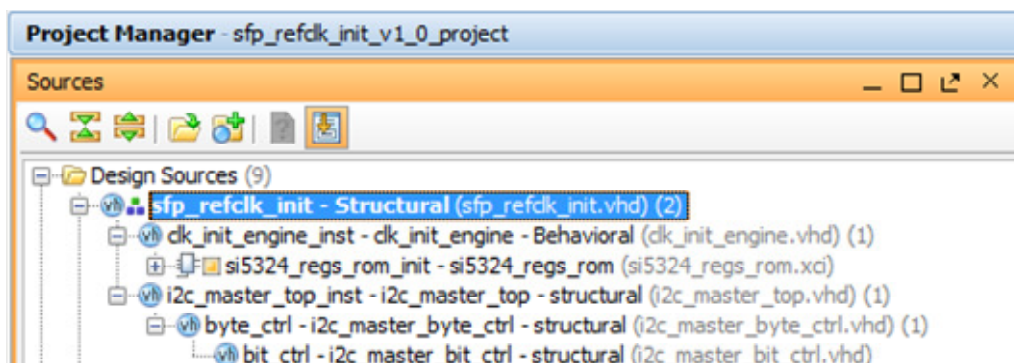 Project Manager - sfp_refclk_init_v1_0_project
Sources
Design Sources (9)
sfp_refclk_init - Structural (sfp_refclk_init.vhd) (2)
clk_init_engine_inst - clk_init_engine - Behavioral (clk_init_engine.vhd) (1)
si5324_regs_rom_init - si5324_regs_rom (si5324_regs_rom.xci)
i2c_master_top_inst - i2c_master_top - structural (i2c_master_top.vhd) (1)
byte_ctrl - i2c_master_byte_ctrl - structural (i2c_master_byte_ctrl.vhd) (1)
bit_ctrl - i2c_master_bit_ctrl - structural (i2c_master_bit_ctrl.vhd)